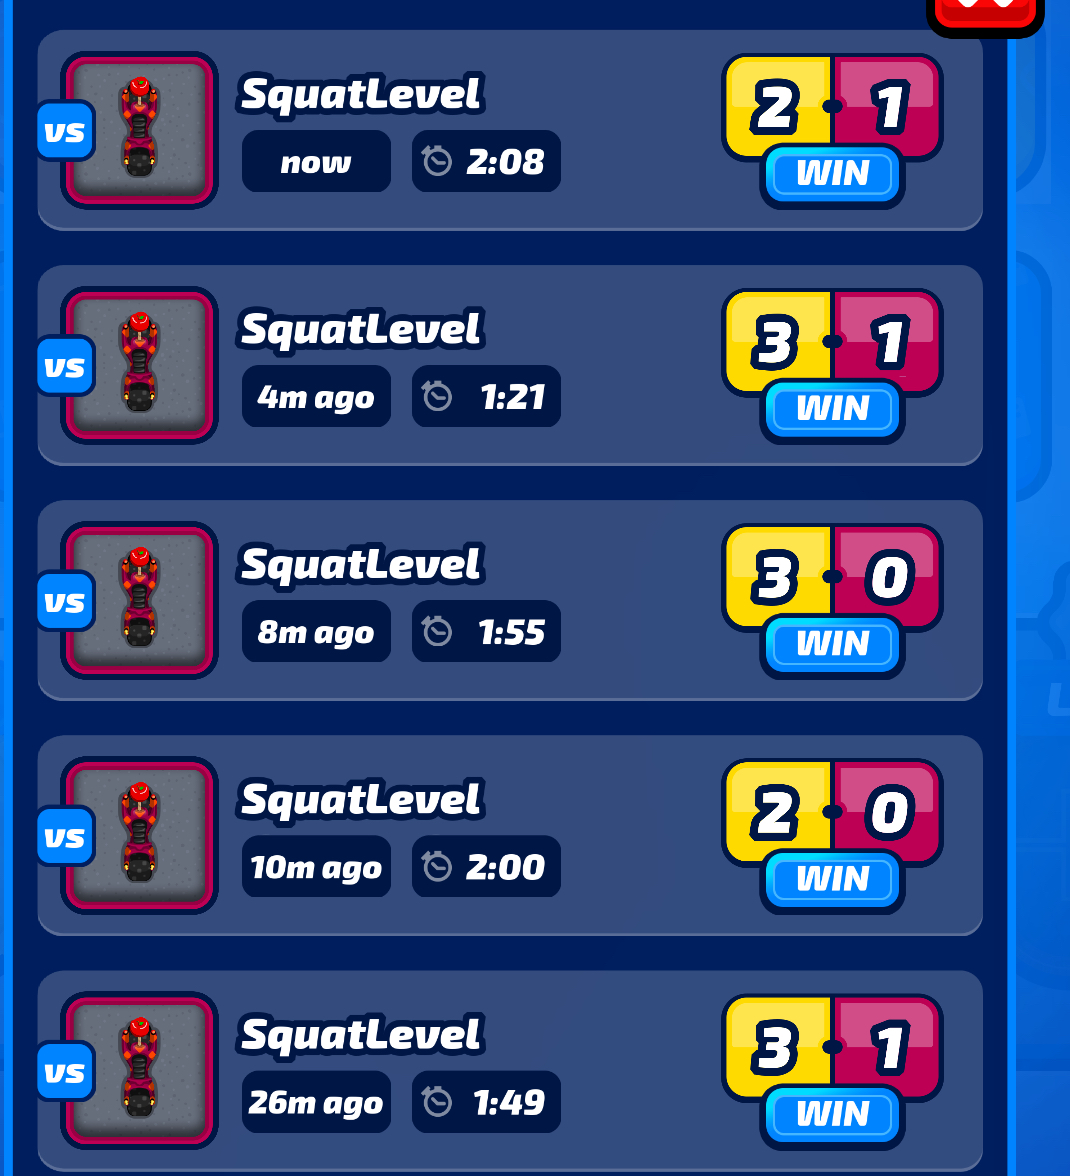 SquatLevel
2 - 1
vs
now 2:08
WIN
SquatLevel
3 - 1
vs
4m ago 1:21
WIN
SquatLevel
3 - 0
vs
8m ago 1:55
WIN
SquatLevel
2 - 0
vs
10m ago 2:00
WIN
SquatLevel
3 - 1
vs
26m ago 1:49
WIN